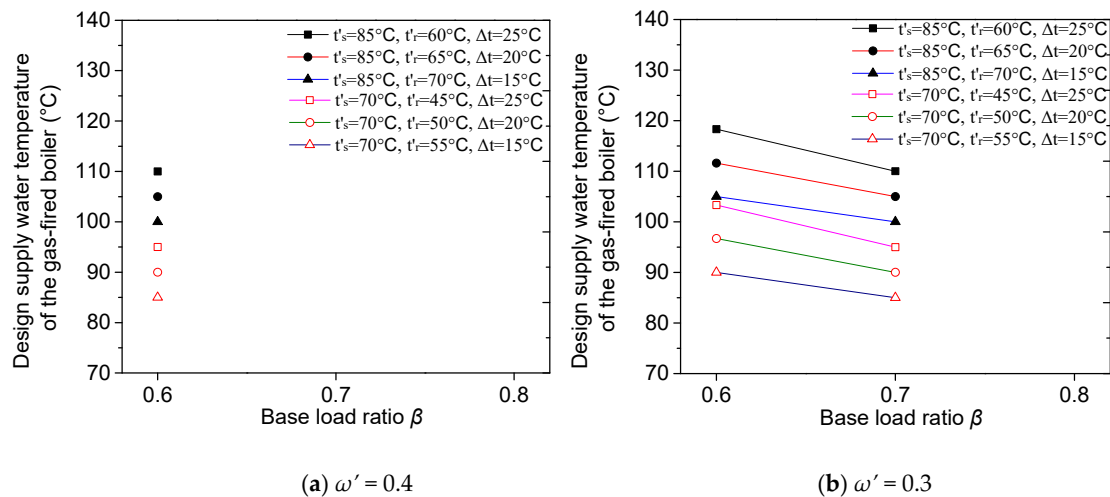 Design supply water temperature
of the gas-fired boiler (°C)
140
130
120
110
100
90
80
70
t's=85°C, t'r=60°C, Δt=25°C
t's=85°C, t'r=65°C, Δt=20°C
t's=85°C, t'r=70°C, Δt=15°C
t's=70°C, t'r=45°C, Δt=25°C
t's=70°C, t'r=50°C, Δt=20°C
t's=70°C, t'r=55°C, Δt=15°C
0.6 0.7 0.8
Base load ratio β
(a) ω′ = 0.4
Design supply water temperature
of the gas-fired boiler (°C)
140
130
120
110
100
90
80
70
t's=85°C, t'r=60°C, Δt=25°C
t's=85°C, t'r=65°C, Δt=20°C
t's=85°C, t'r=70°C, Δt=15°C
t's=70°C, t'r=45°C, Δt=25°C
t's=70°C, t'r=50°C, Δt=20°C
t's=70°C, t'r=55°C, Δt=15°C
0.6 0.7 0.8
Base load ratio β
(b) ω′ = 0.3